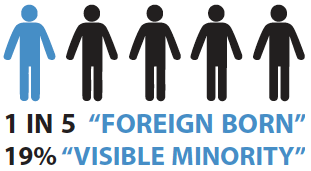 1 IN 5 “FOREIGN BORN”
19% “VISIBLE MINORITY”